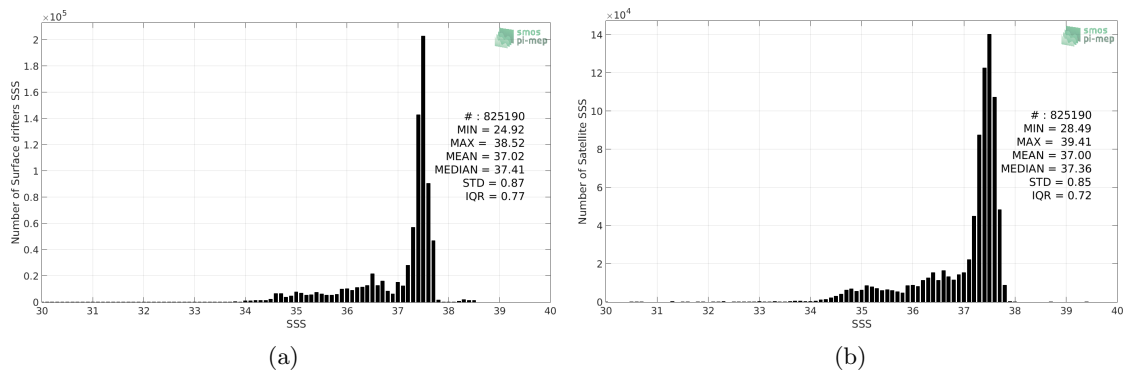 ×10⁵
2
1.8
1.6
1.4
1.2
1
0.8
0.6
0.4
0.2
0
Number of Surface drifters SSS
smos
pi-mep
# : 825190
MIN = 24.92
MAX = 38.52
MEAN = 37.02
MEDIAN = 37.41
STD = 0.87
IQR = 0.77
30 31 32 33 34 35 36 37 38 39 40
SSS
(a)
×10⁴
14
12
10
8
6
4
2
0
Number of Satellite SSS
smos
pi-mep
# : 825190
MIN = 28.49
MAX = 39.41
MEAN = 37.00
MEDIAN = 37.36
STD = 0.85
IQR = 0.72
30 31 32 33 34 35 36 37 38 39 40
SSS
(b)